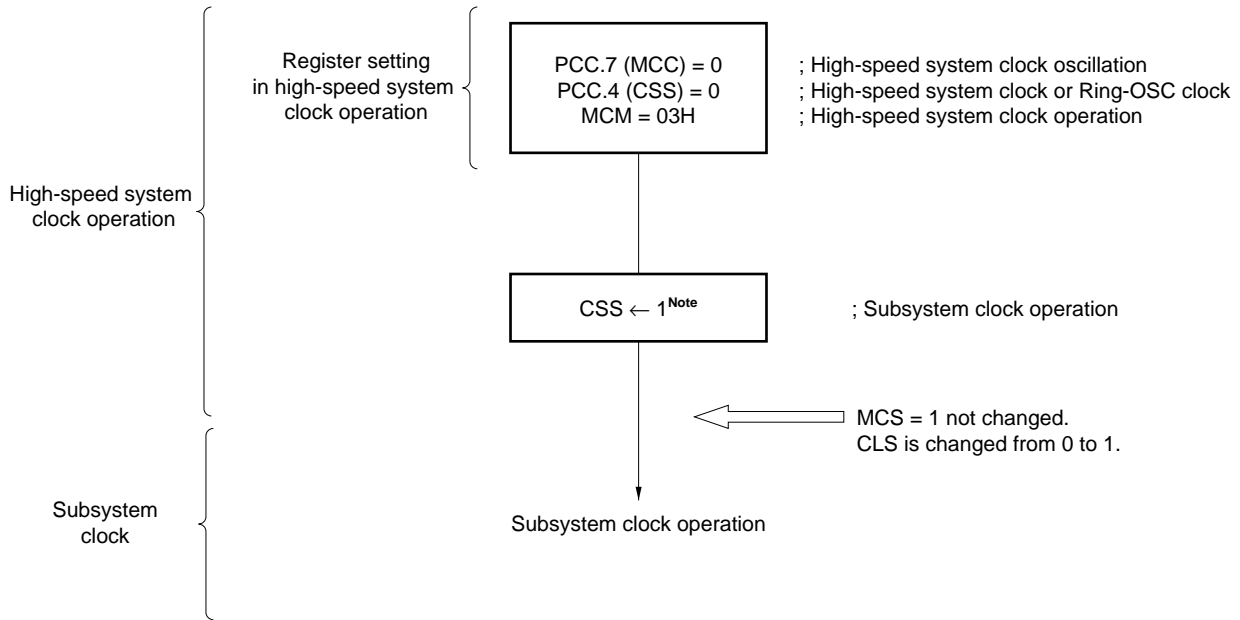 Register setting
in high-speed system
clock operation
PCC.7 (MCC) = 0
PCC.4 (CSS) = 0
MCM = 03H
; High-speed system clock oscillation
; High-speed system clock or Ring-OSC clock
; High-speed system clock operation
High-speed system
clock operation
CSS ← 1Note
; Subsystem clock operation
MCS = 1 not changed.
CLS is changed from 0 to 1.
Subsystem
clock
Subsystem clock operation